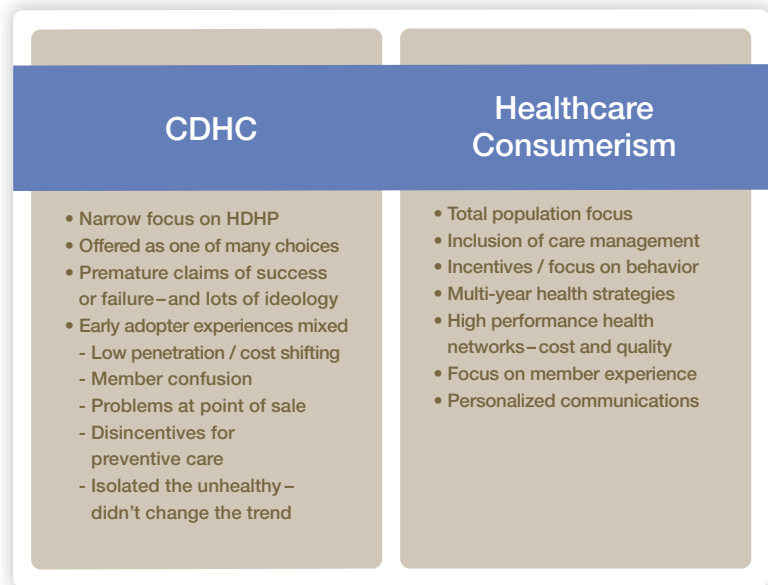 CDHC
• Narrow focus on HDHP
• Offered as one of many choices
• Premature claims of success
or failure–and lots of ideology
• Early adopter experiences mixed
- Low penetration / cost shifting
- Member confusion
- Problems at point of sale
- Disincentives for
preventive care
- Isolated the unhealthy–
didn't change the trend
Healthcare
Consumerism
• Total population focus
• Inclusion of care management
• Incentives / focus on behavior
• Multi-year health strategies
• High performance health
networks–cost and quality
• Focus on member experience
• Personalized communications